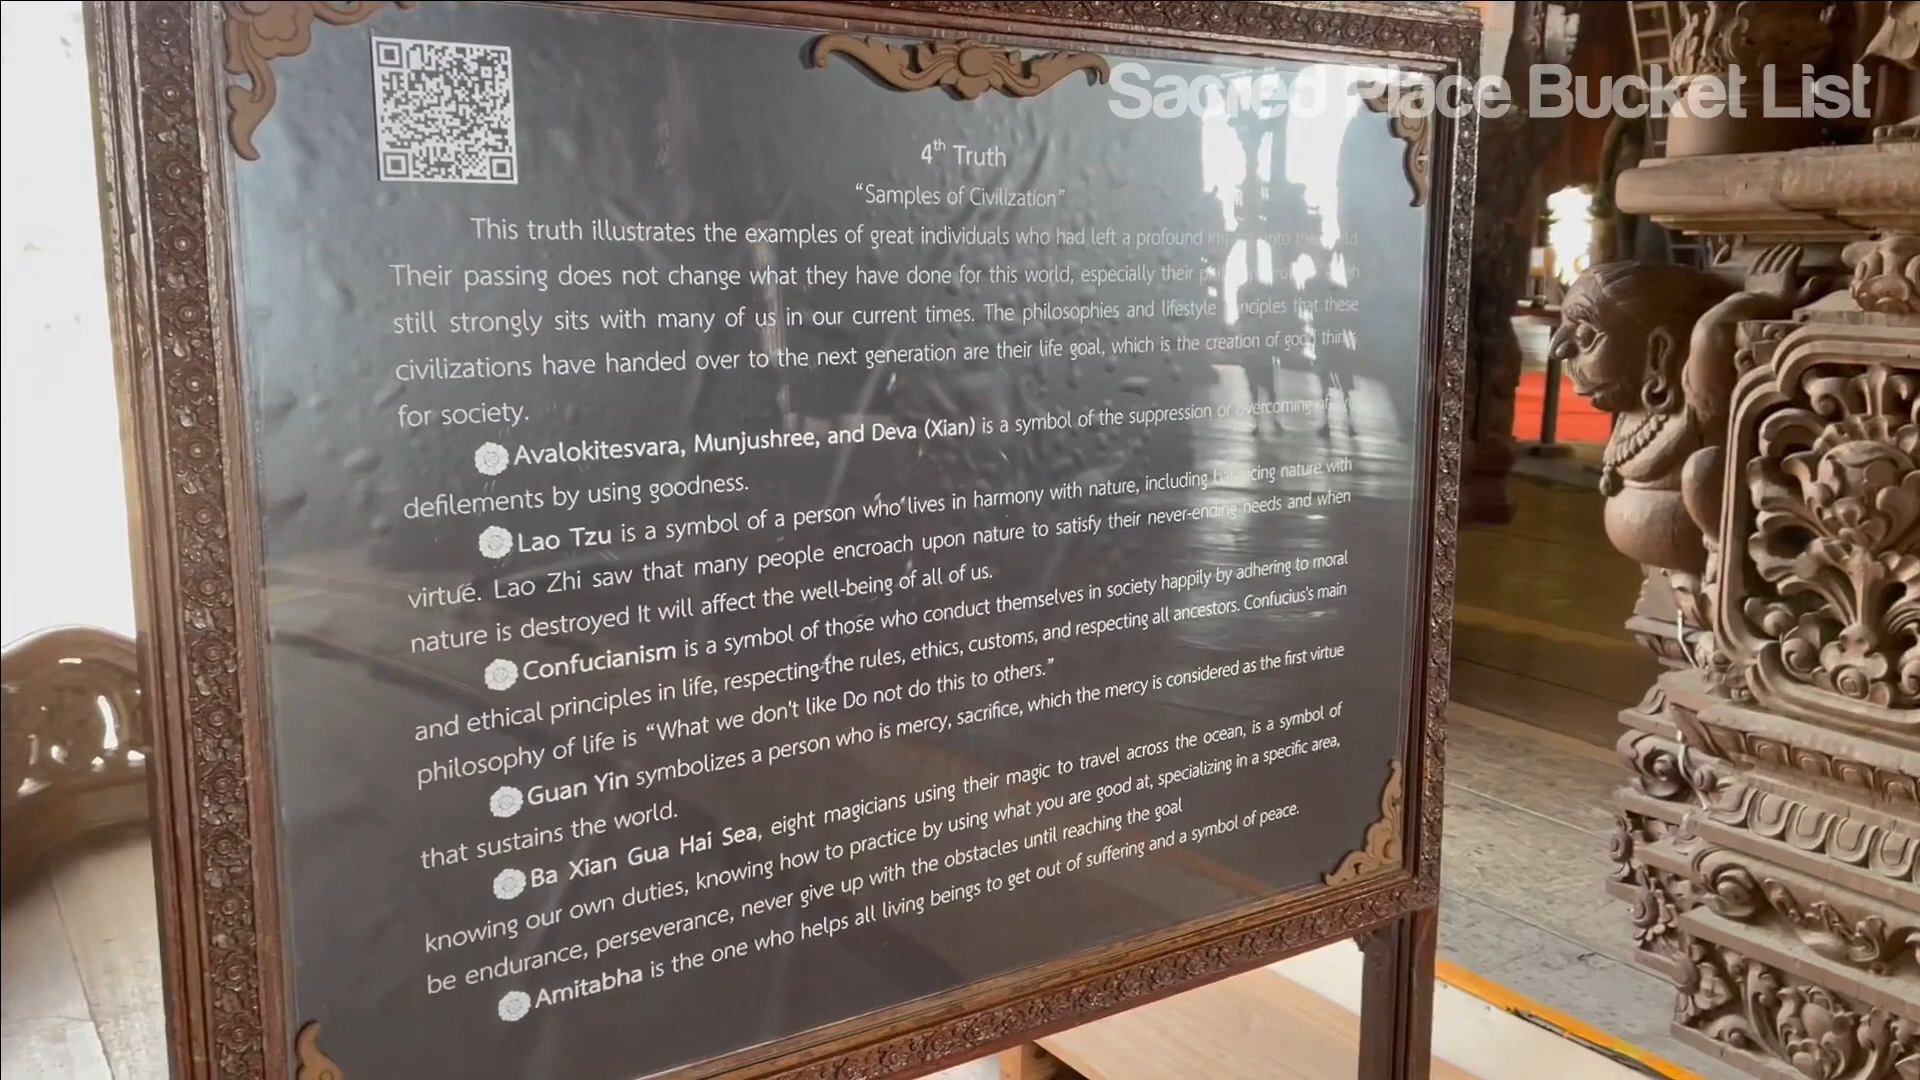 Sacred Place Bucket List
4th Truth
“Samples of Civilization”
This truth illustrates the examples of great individuals who had left a profound
Their passing does not change what they have done for this world, especially their
still strongly sits with many of us in our current times. The philosophies and lifestyle principles that these
civilizations have handed over to the next generation are their life goal, which is the creation of good things
for society.
Avalokitesvara, Munjushree, and Deva (Xian) is a symbol of the suppression or overcoming of
defilements by using goodness.
Lao Tzu is a symbol of a person who lives in harmony with nature, including balancing nature with
virtue. Lao Zhi saw that many people encroach upon nature to satisfy their never-ending needs and when
nature is destroyed It will affect the well-being of all of us.
Confucianism is a symbol of those who conduct themselves in society happily by adhering to moral
and ethical principles in life, respecting the rules, ethics, customs, and respecting all ancestors. Confucius's main
philosophy of life is “What we don't like Do not do this to others.”
Guan Yin symbolizes a person who is mercy, sacrifice, which the mercy is considered as the first virtue
that sustains the world.
Ba Xian Gua Hai Sea, eight magicians using their magic to travel across the ocean, is a symbol of
knowing our own duties, knowing how to practice by using what you are good at, specializing in a specific area,
be endurance, perseverance, never give up with the obstacles until reaching the goal
Amitabha is the one who helps all living beings to get out of suffering and a symbol of peace.